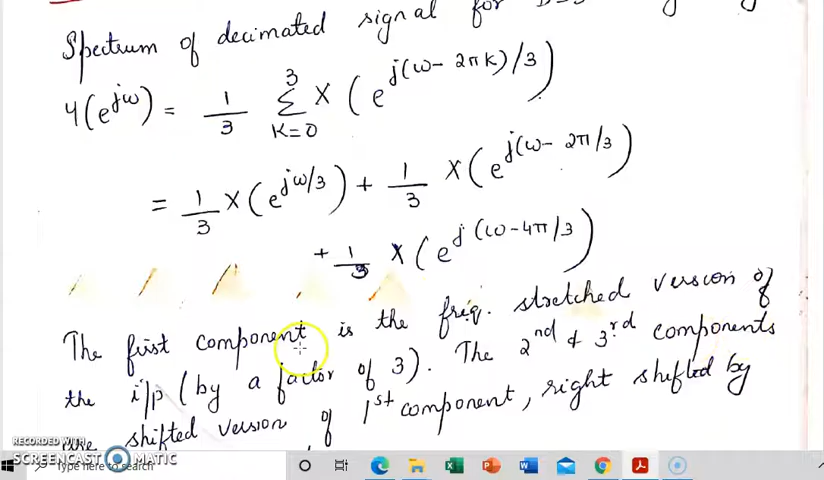 Spectrum of decimated signal for D=3
Y(e^{jω}) = 1/3 Σ_{K=0}^{3} X(e^{j(ω-2πK)/3})
= 1/3 X(e^{jω/3}) + 1/3 X(e^{j(ω-2π/3})
+ 1/3 X(e^{j(ω-4π/3})
The first component is the freq. stretched version of
the i/p (by a factor of 3). The 2nd & 3rd components
are shifted version of 1st component, right shifted by
RECORDED WITH
SCREENCAST MATIC
Type here to search